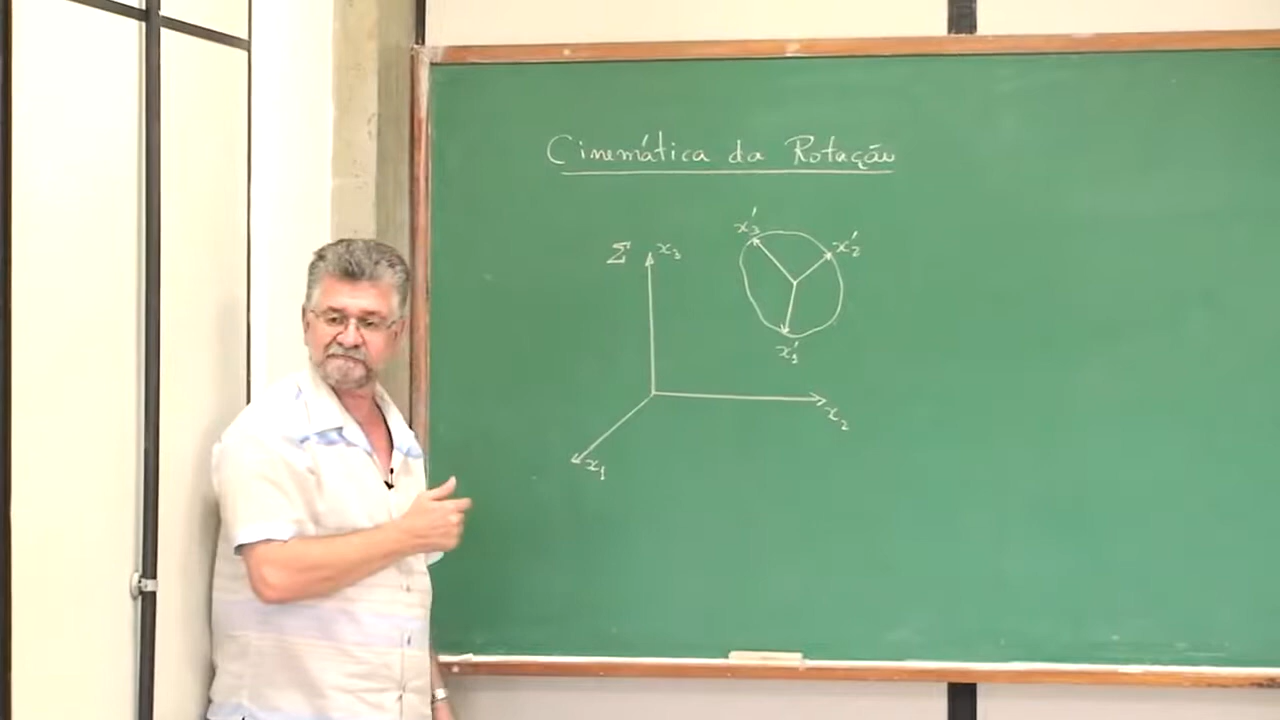 Cinemática da Rotação
Σ x₃
x₃′
x₂′
x₁′
x₂
x₁